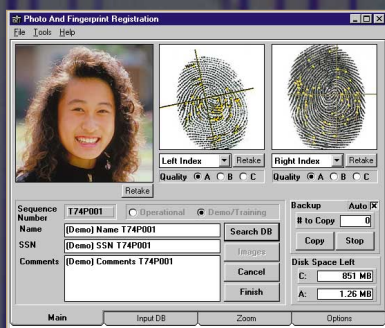 Photo And Fingerprint Registration
File Tools Help
Left Index Retake
Right Index Retake
Quality A B C
Quality A B C
Retake
Sequence Number T74P001 Operational Demo/Training
Name (Demo) Name T74P001 Search DB
SSN (Demo) SSN T74P001 Images
Comments (Demo) Comments T74P001 Cancel
Finish
Backup Auto
# to Copy 0
Copy Stop
Disk Space Left
C: 851 MB
A: 1.26 MB
Main Input DB Zoom Options